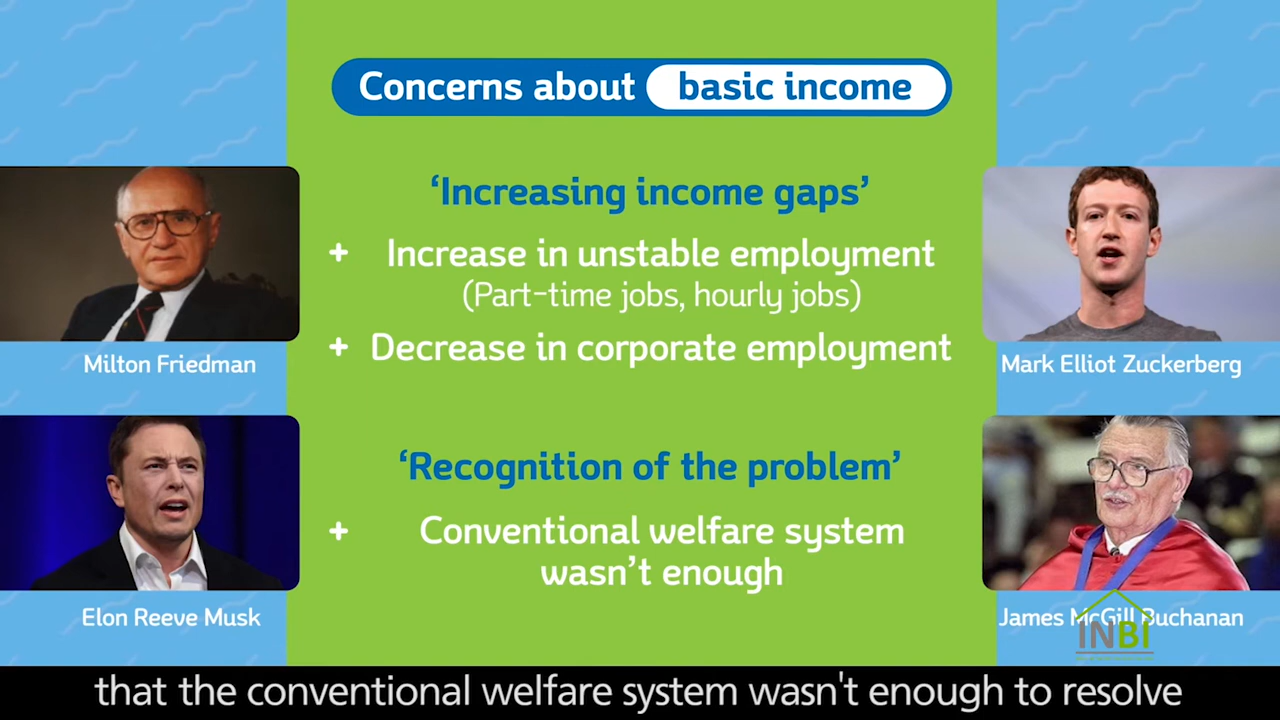 Concerns about basic income
‘Increasing income gaps’
+ Increase in unstable employment
(Part-time jobs, hourly jobs)
+ Decrease in corporate employment
‘Recognition of the problem’
+ Conventional welfare system
wasn’t enough
Milton Friedman
Elon Reeve Musk
Mark Elliot Zuckerberg
James McGill Buchanan
INBI
that the conventional welfare system wasn't enough to resolve